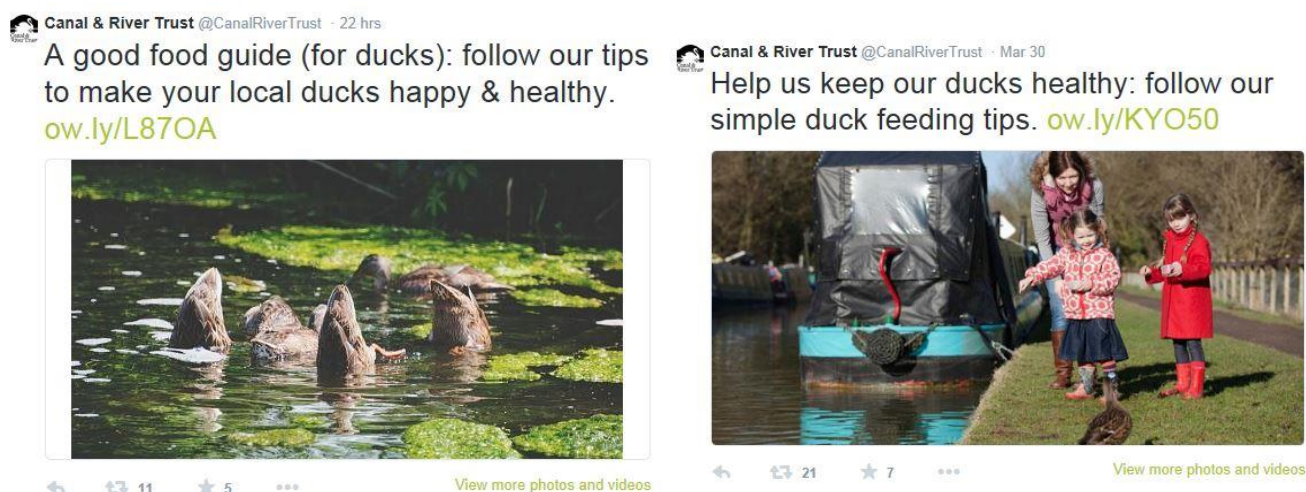 Canal & River Trust @CanalRiverTrust · 22 hrs
A good food guide (for ducks): follow our tips
to make your local ducks happy & healthy.
ow.ly/L87OA
11 5
View more photos and videos
Canal & River Trust @CanalRiverTrust · Mar 30
Help us keep our ducks healthy: follow our
simple duck feeding tips. ow.ly/KYO50
21 7
View more photos and videos